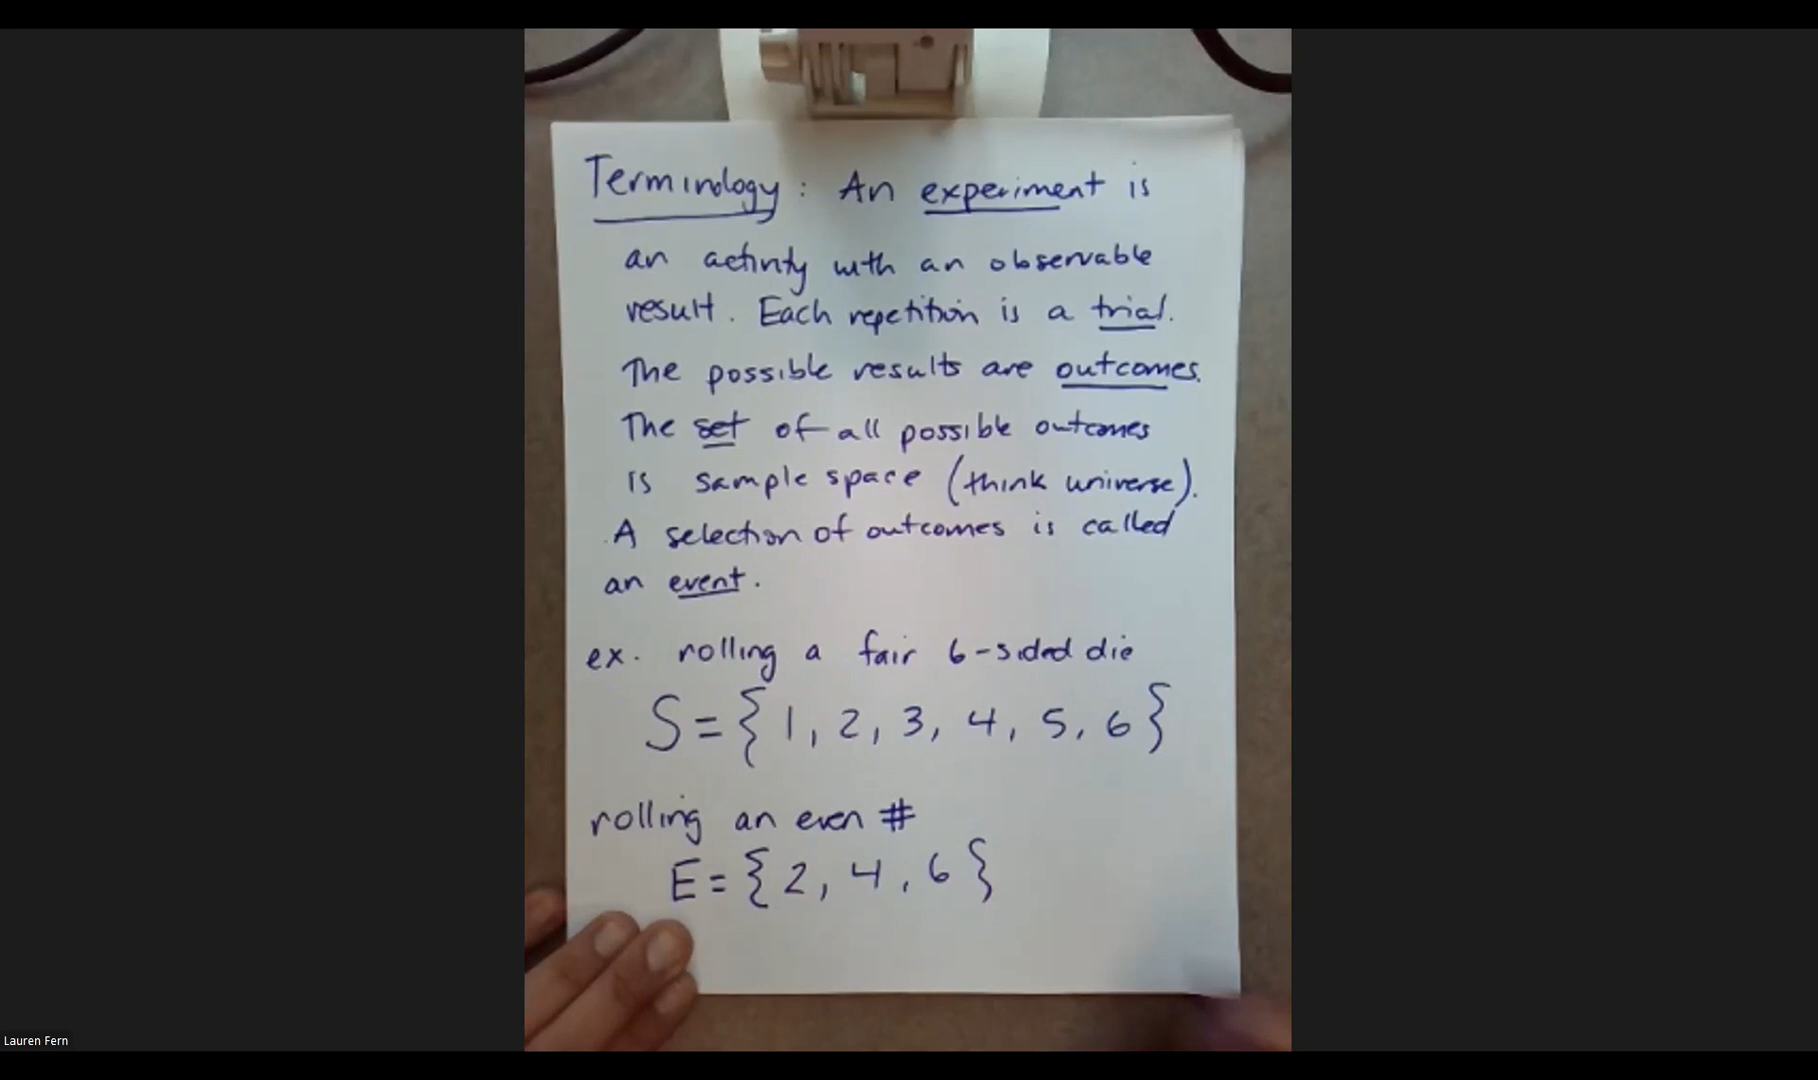 Terminology: An experiment is
an activity with an observable
result. Each repetition is a trial.
The possible results are outcomes.
The set of all possible outcomes
is sample space (think universe).
A selection of outcomes is called
an event.
ex. rolling a fair 6-sided die
S = { 1, 2, 3, 4, 5, 6 }
rolling an even #
E = { 2, 4, 6 }
Lauren Fern